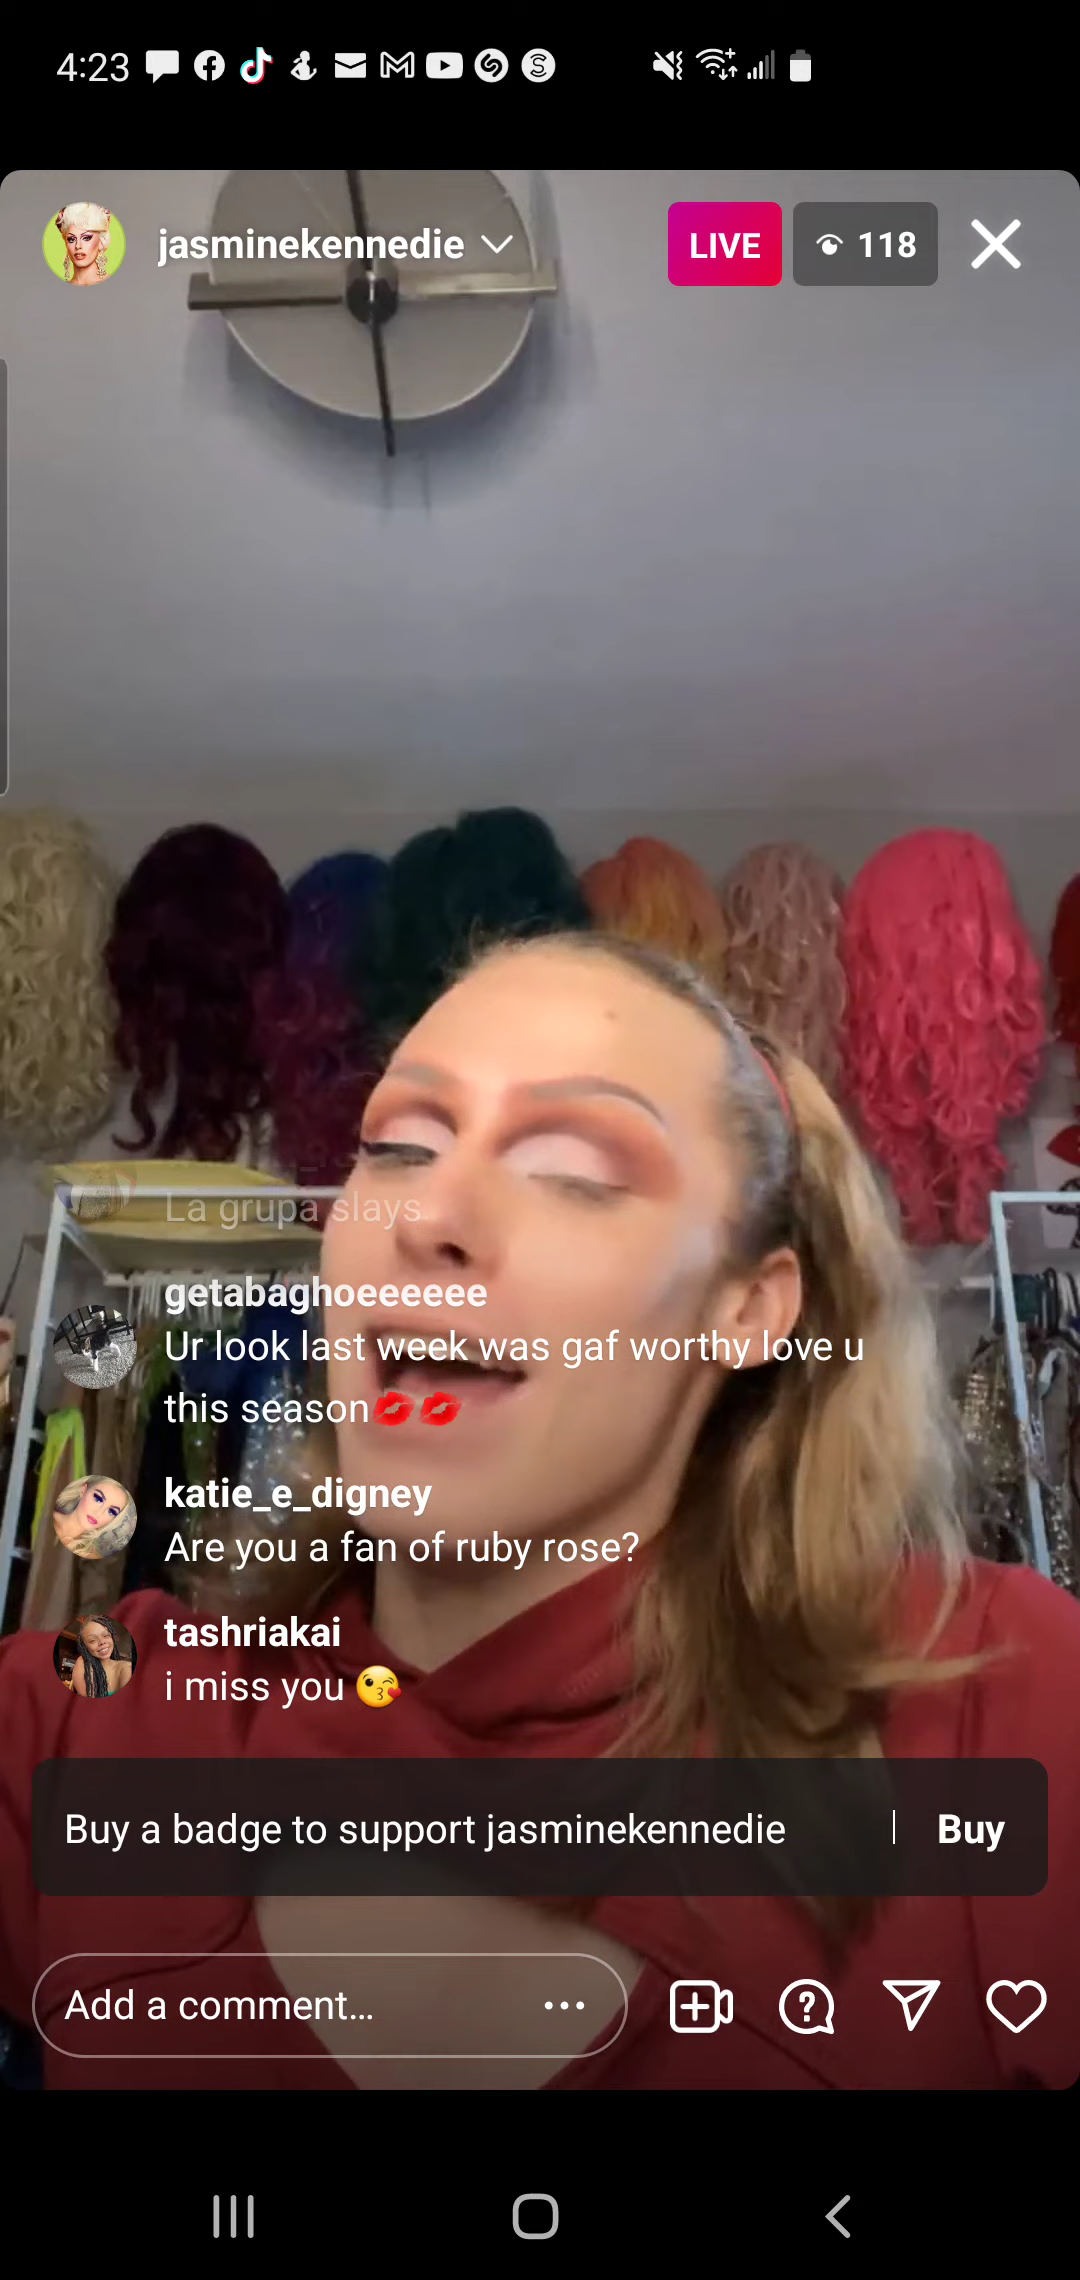 4:23
jasminekennedie
LIVE
118
La grupa slays
getabaghoeeeeee
Ur look last week was gaf worthy love u
this season💋💋
katie_e_digney
Are you a fan of ruby rose?
tashriakai
i miss you 😘
Buy a badge to support jasminekennedie | Buy
Add a comment...